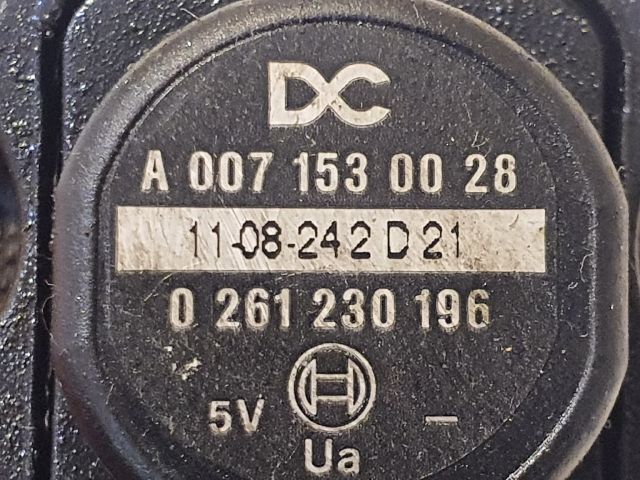 DC
A 007 153 00 28
11-08-242 D 21
0 261 230 196
5V -
Ua